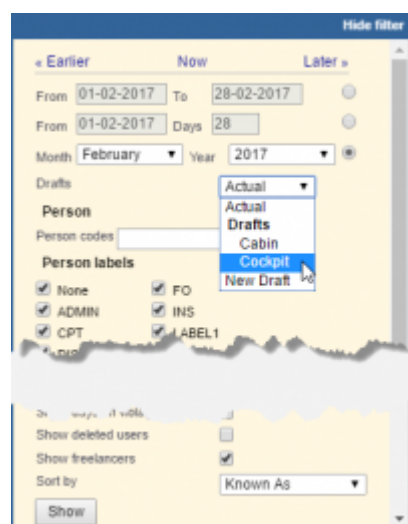 Hide filter
« Earlier Now Later »
From 01-02-2017 To 28-02-2017
From 01-02-2017 Days 28
Month February Year 2017
Drafts Actual
Actual
Person Drafts
Cabin
Person codes Cockpit
Person labels New Draft
None FO
ADMIN INS
CPT LABEL1
Show deleted users
Show freelancers
Sort by Known As
Show